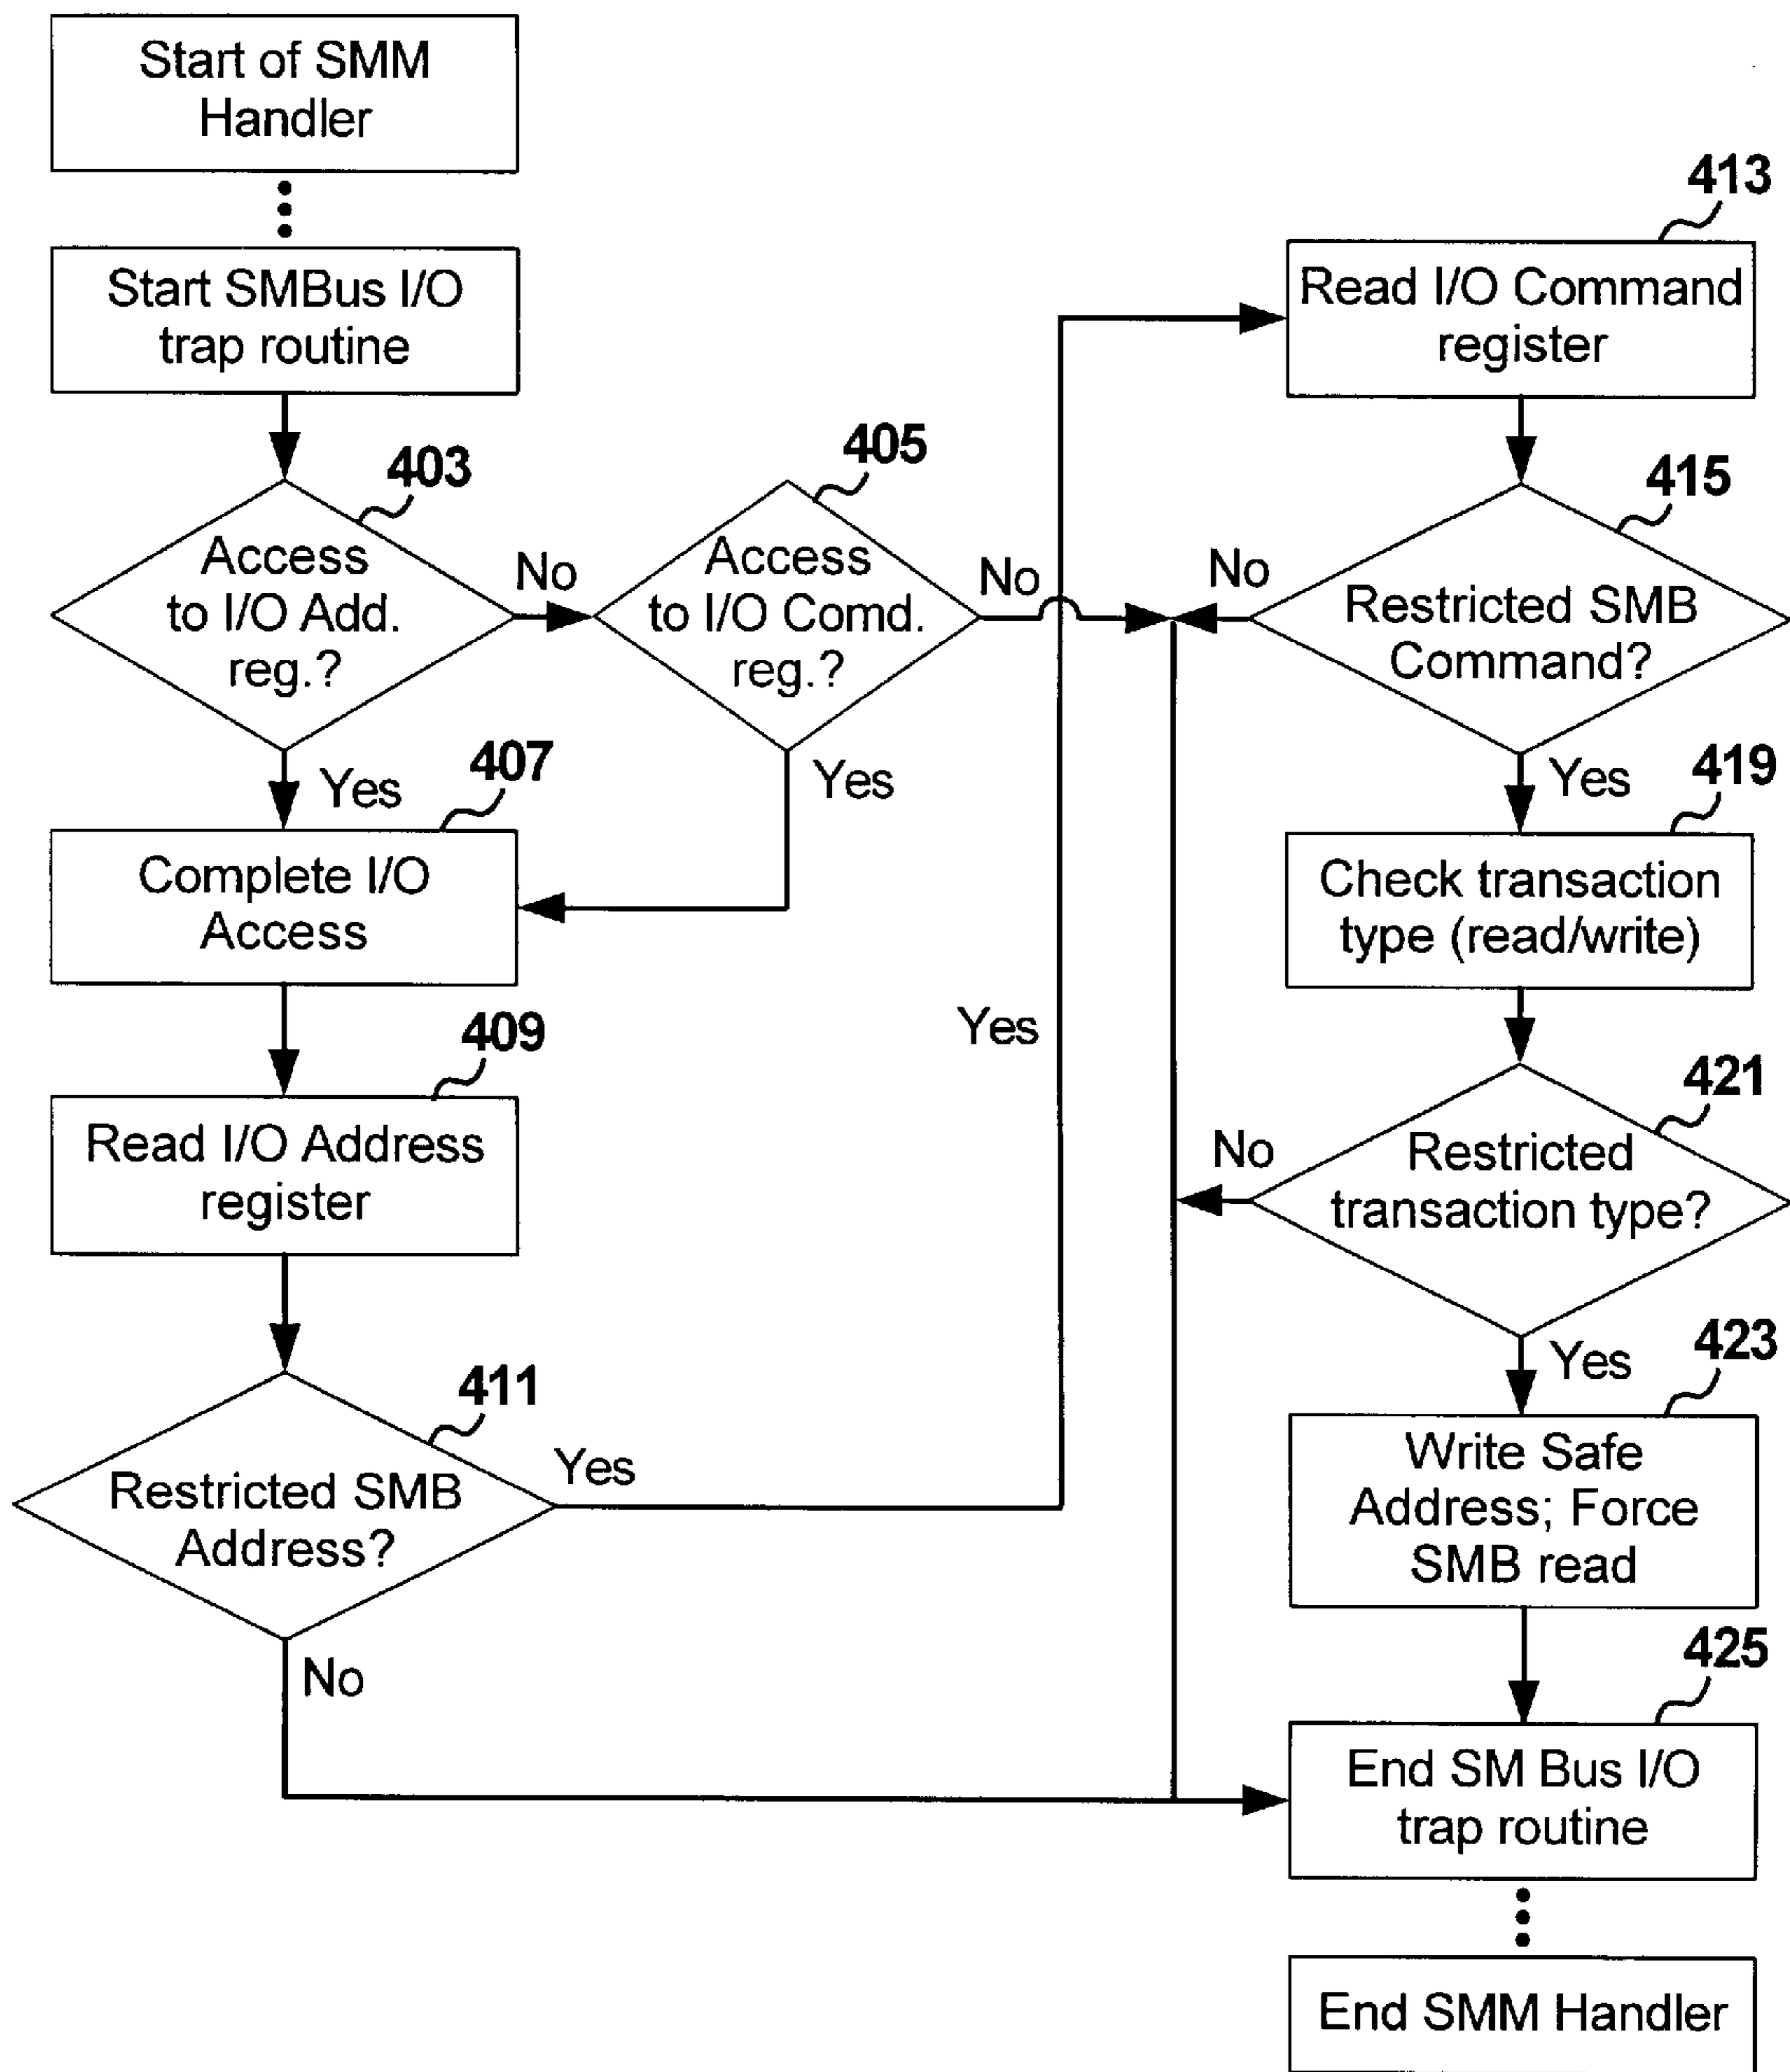 Start of SMM
Handler
Start SMBus I/O
trap routine
403
Access
to I/O Add.
reg.?
No
Yes
405
Access
to I/O Comd.
reg.?
No
Yes
407
Complete I/O
Access
409
Read I/O Address
register
411
Restricted SMB
Address?
Yes
No
Yes
413
Read I/O Command
register
415
Restricted SMB
Command?
No
Yes
419
Check transaction
type (read/write)
421
Restricted
transaction type?
No
Yes
423
Write Safe
Address; Force
SMB read
425
End SM Bus I/O
trap routine
End SMM Handler